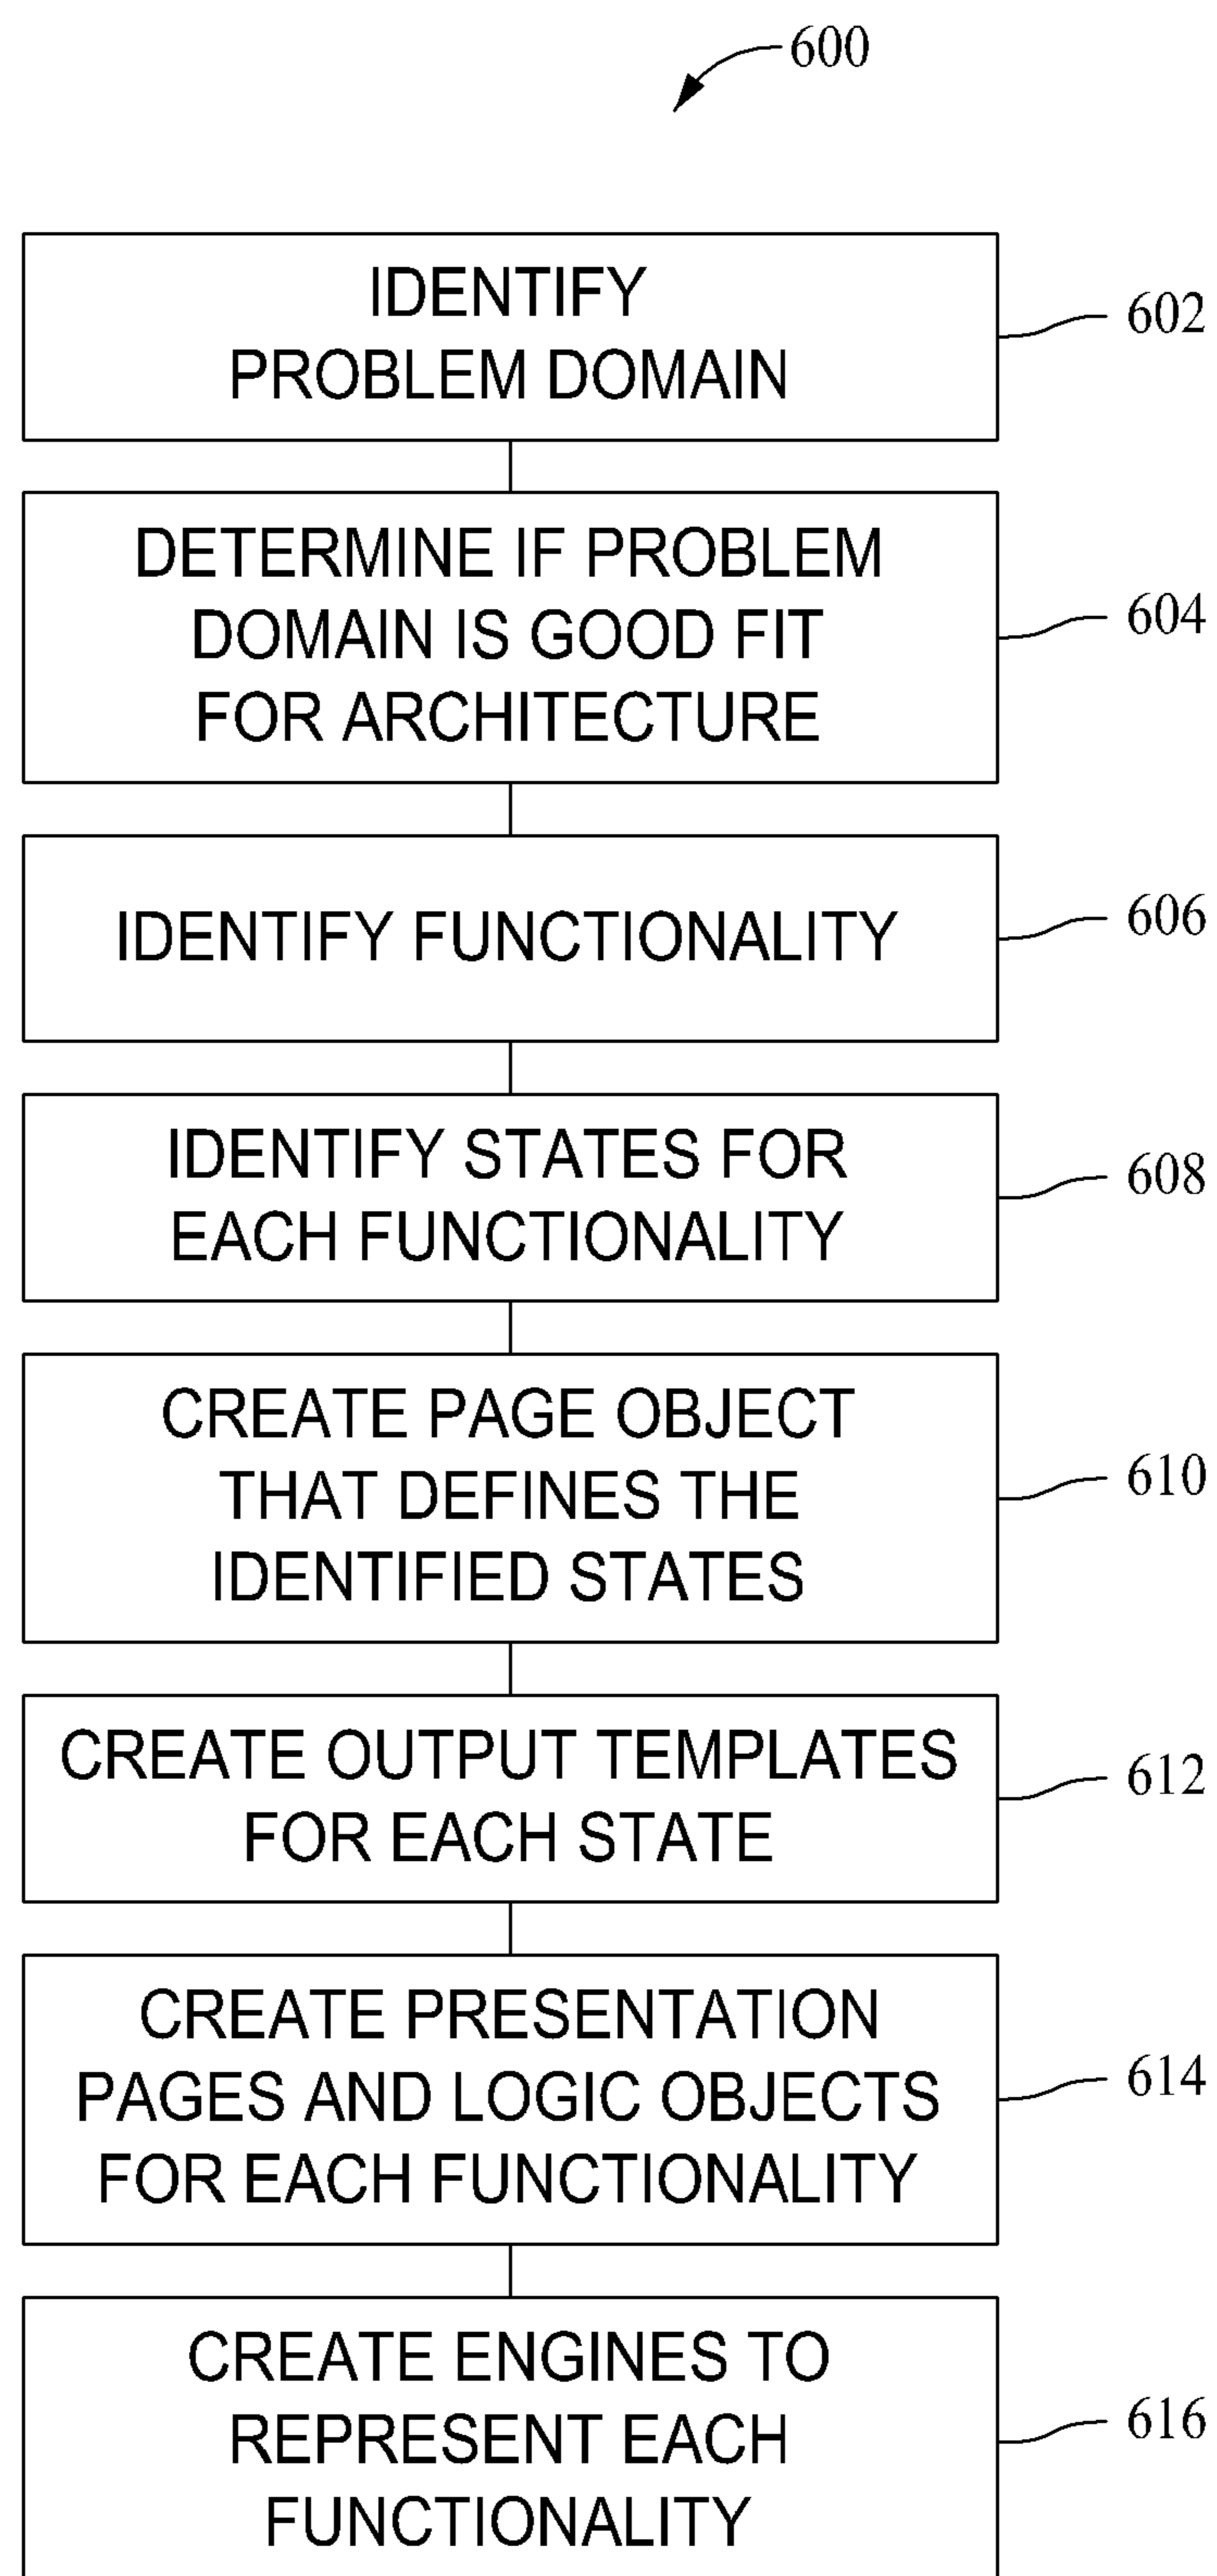 600
IDENTIFY
PROBLEM DOMAIN
602
DETERMINE IF PROBLEM
DOMAIN IS GOOD FIT
FOR ARCHITECTURE
604
IDENTIFY FUNCTIONALITY
606
IDENTIFY STATES FOR
EACH FUNCTIONALITY
608
CREATE PAGE OBJECT
THAT DEFINES THE
IDENTIFIED STATES
610
CREATE OUTPUT TEMPLATES
FOR EACH STATE
612
CREATE PRESENTATION
PAGES AND LOGIC OBJECTS
FOR EACH FUNCTIONALITY
614
CREATE ENGINES TO
REPRESENT EACH
FUNCTIONALITY
616